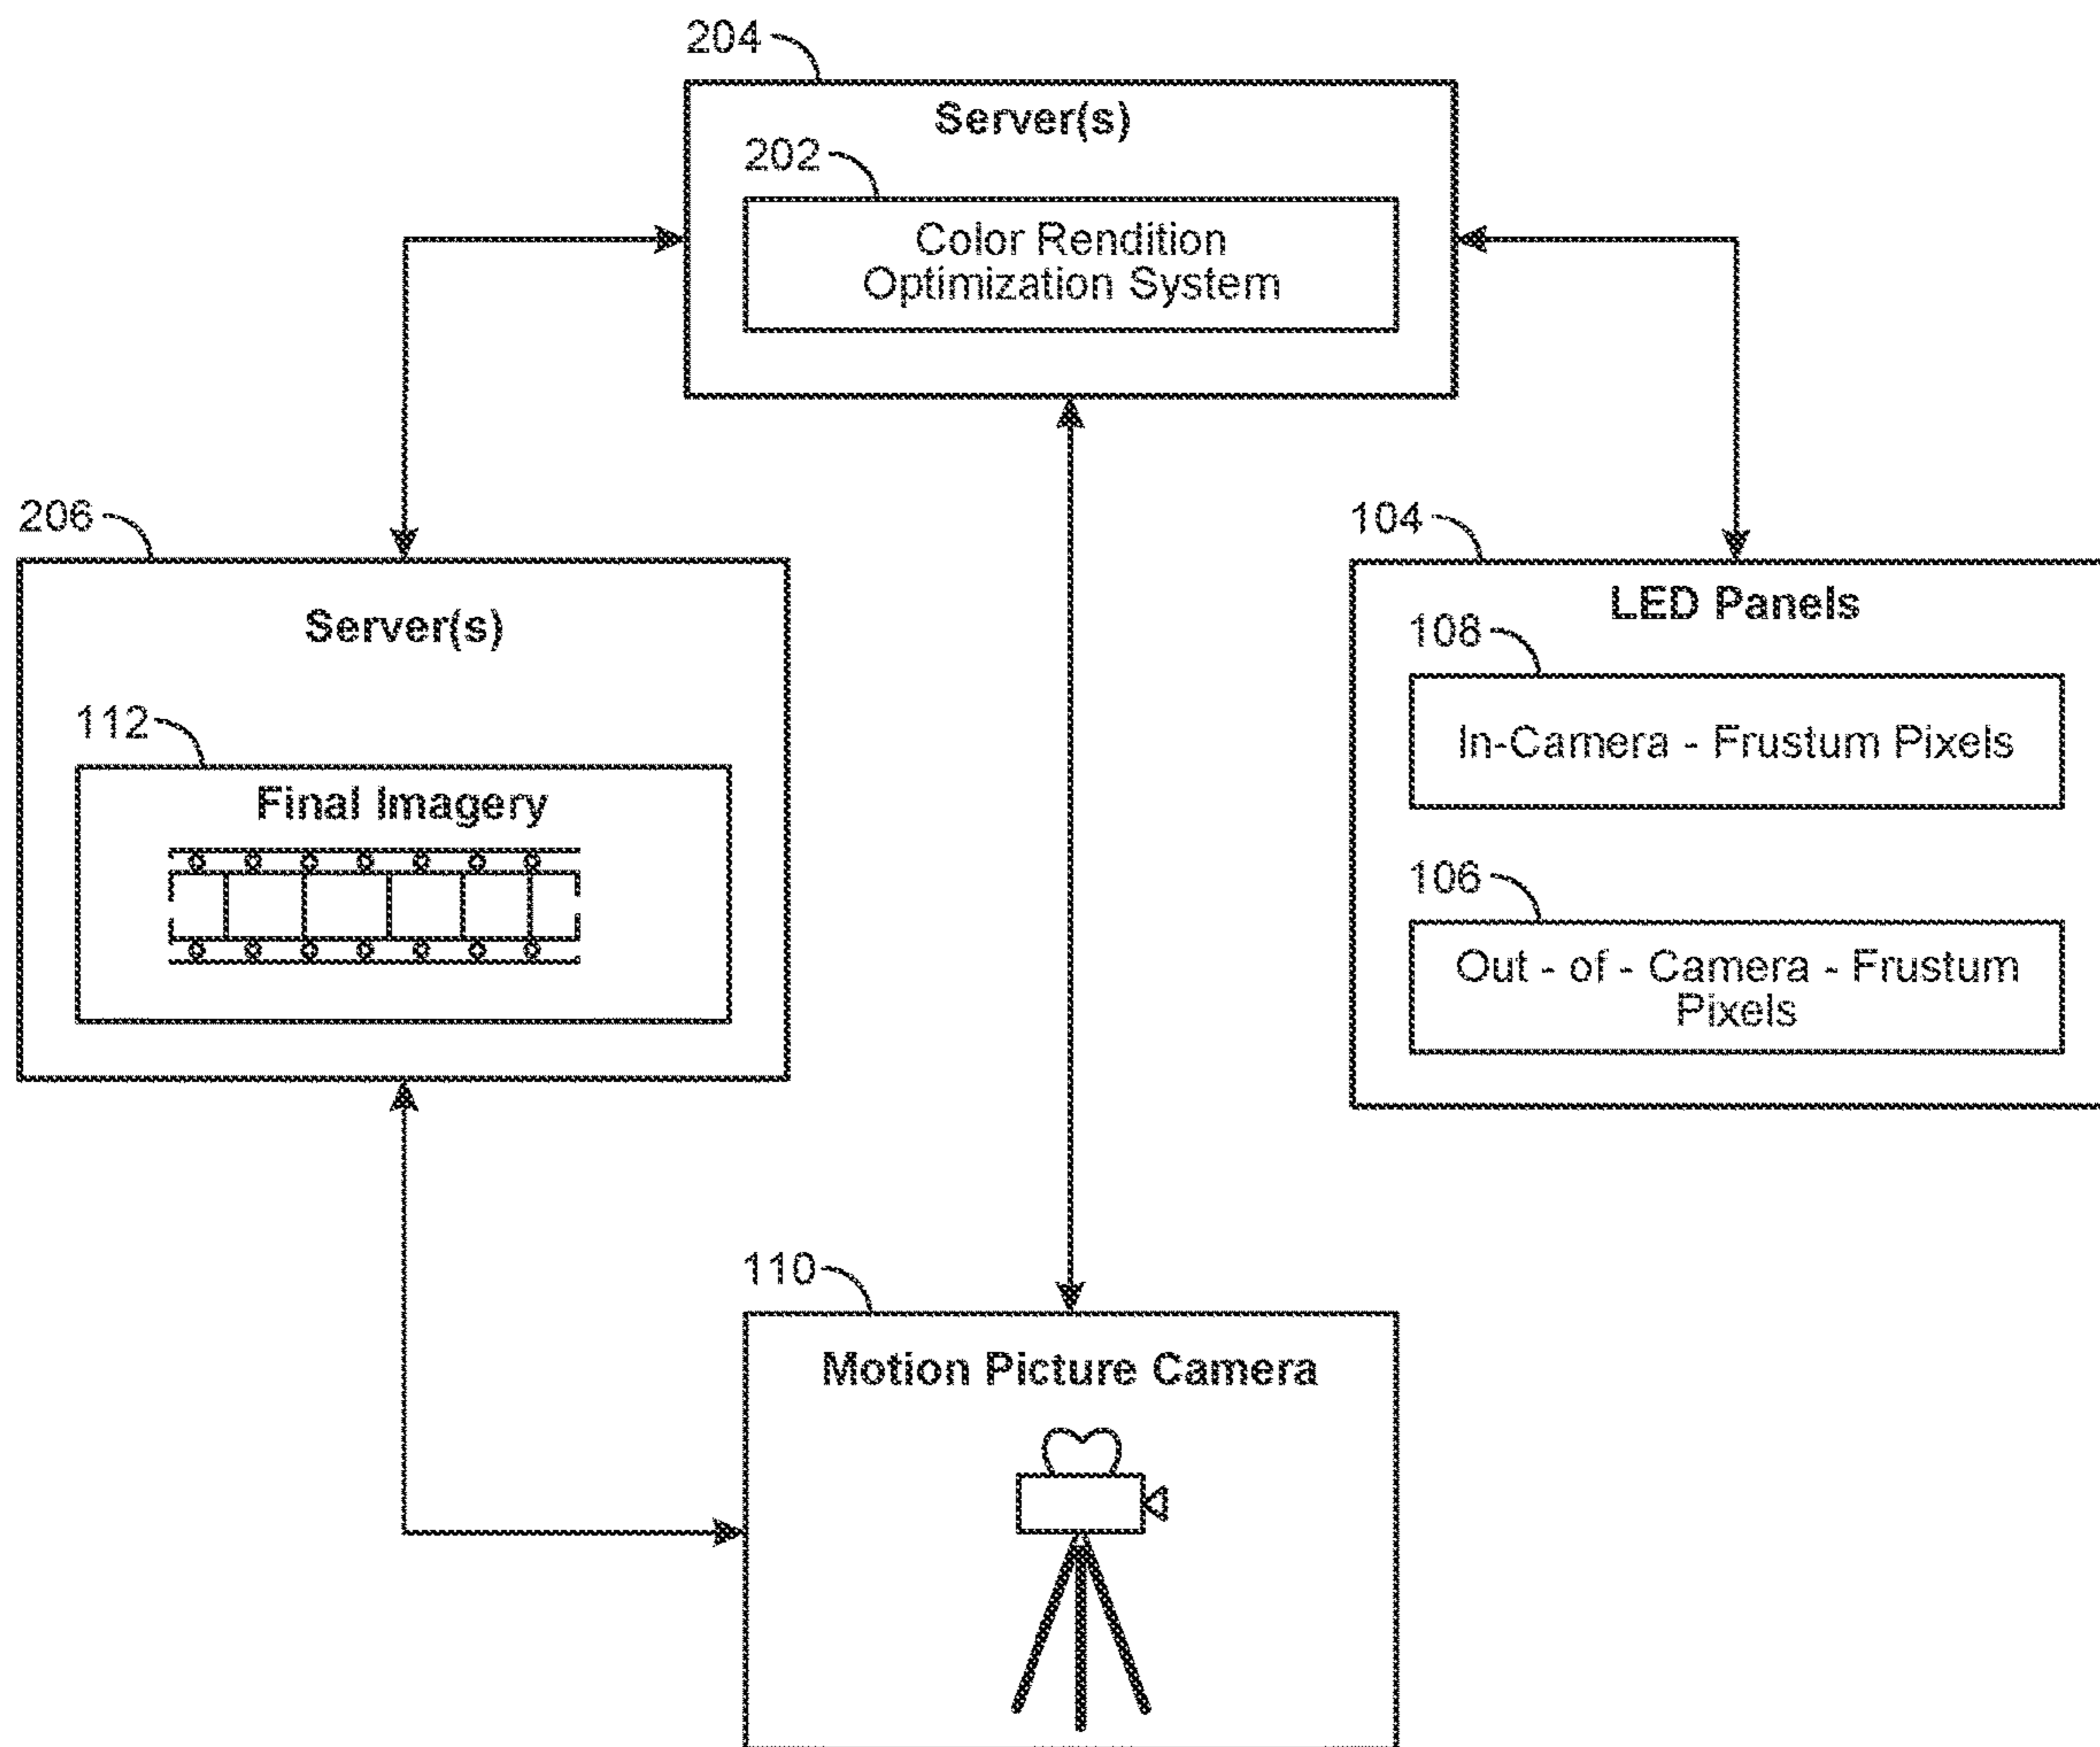 204
Server(s)
202
Color Rendition
Optimization System
206
Server(s)
112
Final Imagery
104
LED Panels
108
In-Camera - Frustum Pixels
106
Out - of - Camera - Frustum
Pixels
110
Motion Picture Camera